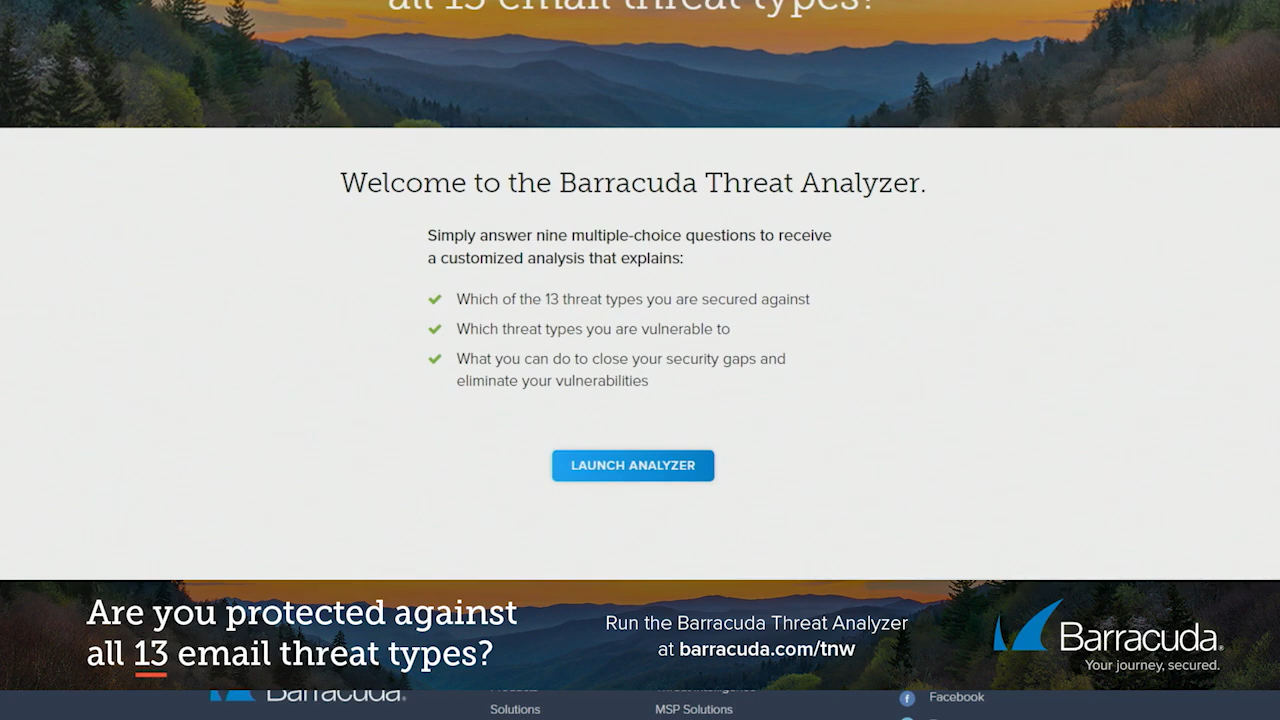 all 13 email threat types?
Welcome to the Barracuda Threat Analyzer.
Simply answer nine multiple-choice questions to receive
a customized analysis that explains:
Which of the 13 threat types you are secured against
Which threat types you are vulnerable to
What you can do to close your security gaps and
eliminate your vulnerabilities
LAUNCH ANALYZER
Are you protected against
all 13 email threat types?
Run the Barracuda Threat Analyzer
at barracuda.com/tnw
Barracuda®
Your journey, secured.
Barracuda®
Facebook
Solutions
MSP Solutions